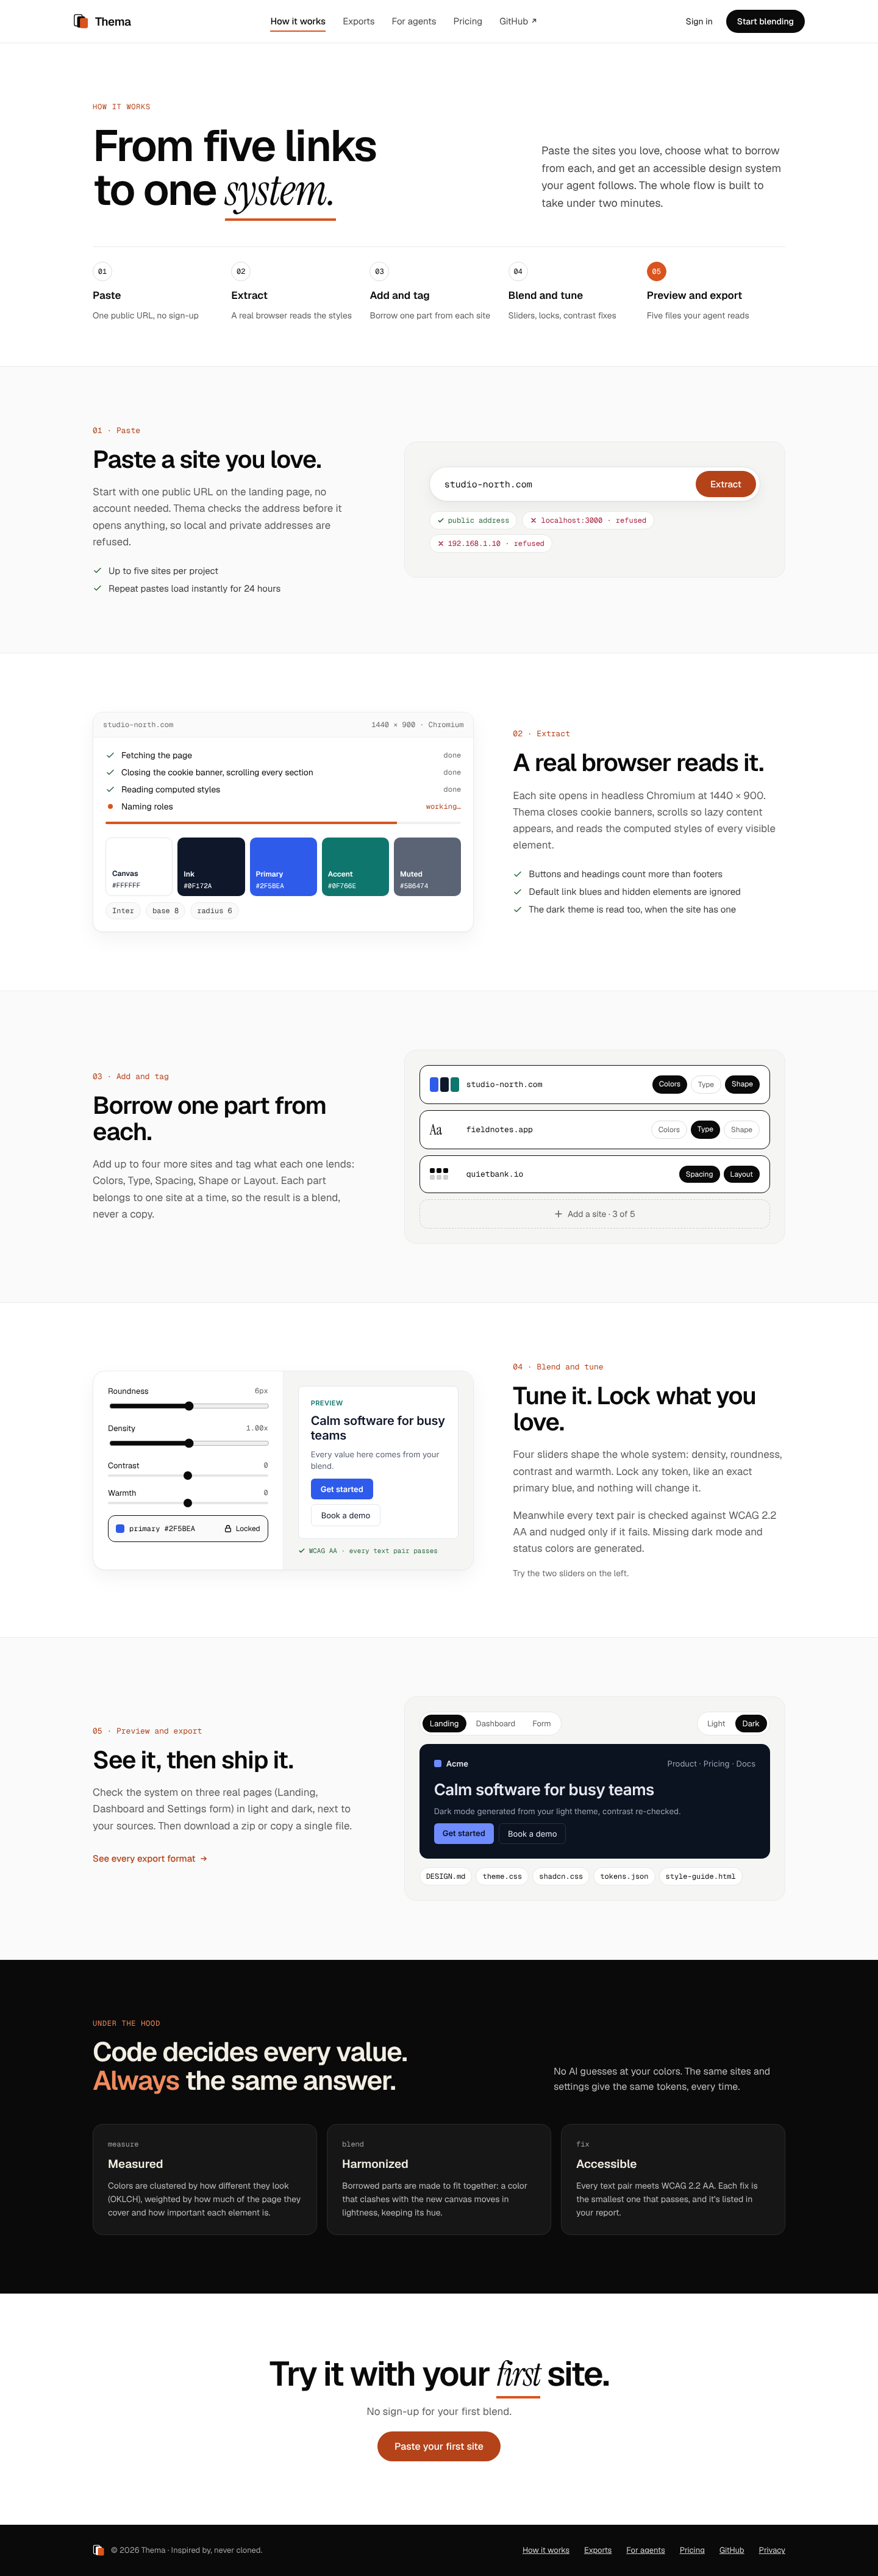 Thema
How it works
Exports
For agents
Pricing
GitHub ↗
Sign in
Start blending
HOW IT WORKS
From five links
to one system.
Paste the sites you love, choose what to borrow
from each, and get an accessible design system
your agent follows. The whole flow is built to
take under two minutes.
01
Paste
One public URL, no sign-up
02
Extract
A real browser reads the styles
03
Add and tag
Borrow one part from each site
04
Blend and tune
Sliders, locks, contrast fixes
05
Preview and export
Five files your agent reads
01 · Paste
Paste a site you love.
Start with one public URL on the landing page, no
account needed. Thema checks the address before it
opens anything, so local and private addresses are
refused.
Up to five sites per project
Repeat pastes load instantly for 24 hours
studio-north.com
Extract
public address
localhost:3000 · refused
192.168.1.10 · refused
studio-north.com
1440 × 900 · Chromium
Fetching the page
done
Closing the cookie banner, scrolling every section
done
Reading computed styles
done
Naming roles
working…
Canvas
#FFFFFF
Ink
#0F172A
Primary
#2F5BEA
Accent
#0F766E
Muted
#5B6474
Inter
base 8
radius 6
02 · Extract
A real browser reads it.
Each site opens in headless Chromium at 1440 × 900.
Thema closes cookie banners, scrolls so lazy content
appears, and reads the computed styles of every visible
element.
Buttons and headings count more than footers
Default link blues and hidden elements are ignored
The dark theme is read too, when the site has one
03 · Add and tag
Borrow one part from
each.
Add up to four more sites and tag what each one lends:
Colors, Type, Spacing, Shape or Layout. Each part
belongs to one site at a time, so the result is a blend,
never a copy.
studio-north.com
Colors
Type
Shape
Aa
fieldnotes.app
Colors
Type
Shape
quietbank.io
Spacing
Layout
+ Add a site · 3 of 5
Roundness
6px
Density
1.00x
Contrast
0
Warmth
0
primary #2F5BEA
Locked
PREVIEW
Calm software for busy
teams
Every value here comes from your
blend.
Get started
Book a demo
WCAG AA · every text pair passes
04 · Blend and tune
Tune it. Lock what you
love.
Four sliders shape the whole system: density, roundness,
contrast and warmth. Lock any token, like an exact
primary blue, and nothing will change it.
Meanwhile every text pair is checked against WCAG 2.2
AA and nudged only if it fails. Missing dark mode and
status colors are generated.
Try the two sliders on the left.
05 · Preview and export
See it, then ship it.
Check the system on three real pages (Landing,
Dashboard and Settings form) in light and dark, next to
your sources. Then download a zip or copy a single file.
See every export format →
Landing
Dashboard
Form
Light
Dark
Acme
Product · Pricing · Docs
Calm software for busy teams
Dark mode generated from your light theme, contrast re-checked.
Get started
Book a demo
DESIGN.md
theme.css
shadcn.css
tokens.json
style-guide.html
UNDER THE HOOD
Code decides every value.
Always the same answer.
No AI guesses at your colors. The same sites and
settings give the same tokens, every time.
measure
Measured
Colors are clustered by how different they look
(OKLCH), weighted by how much of the page they
cover and how important each element is.
blend
Harmonized
Borrowed parts are made to fit together: a color
that clashes with the new canvas moves in
lightness, keeping its hue.
fix
Accessible
Every text pair meets WCAG 2.2 AA. Each fix is
the smallest one that passes, and it's listed in
your report.
Try it with your first site.
No sign-up for your first blend.
Paste your first site
© 2026 Thema · Inspired by, never cloned.
How it works
Exports
For agents
Pricing
GitHub
Privacy